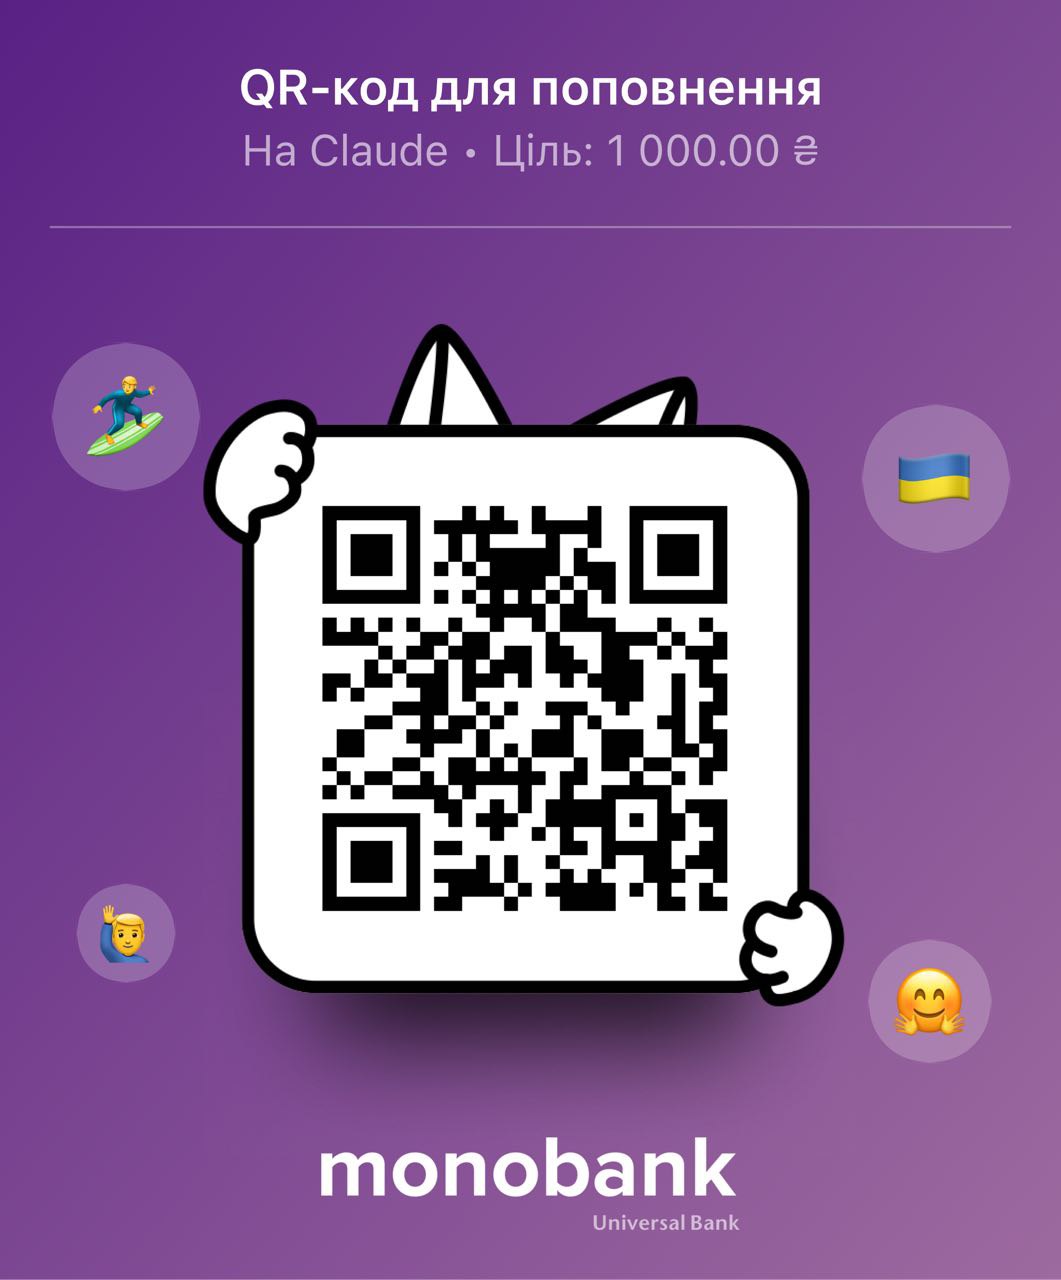 QR-код для поповнення
На Claude • Ціль: 1 000.00 ₴
monobank
Universal Bank